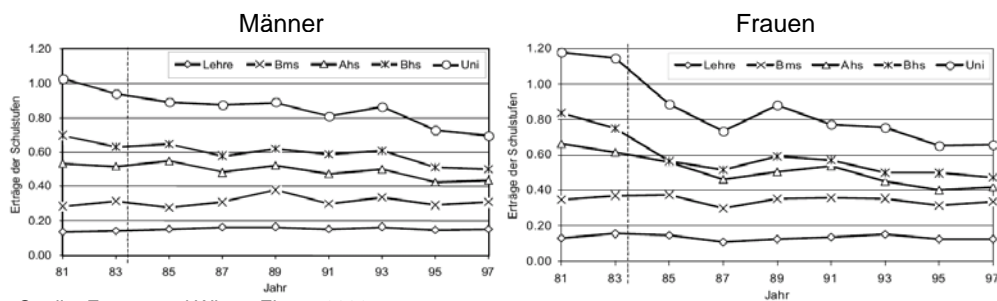 Männer
Erträge der Schulstufen
1.20
1.00
0.80
0.60
0.40
0.20
0.00
Lehre Bms Ahs Bhs Uni
81 83 85 87 89 91 93 95 97
Jahr
Frauen
Erträge der Schulstufen
1.20
1.00
0.80
0.60
0.40
0.20
0.00
Lehre Bms Ahs Bhs Uni
81 83 85 87 89 91 93 95 97
Jahr